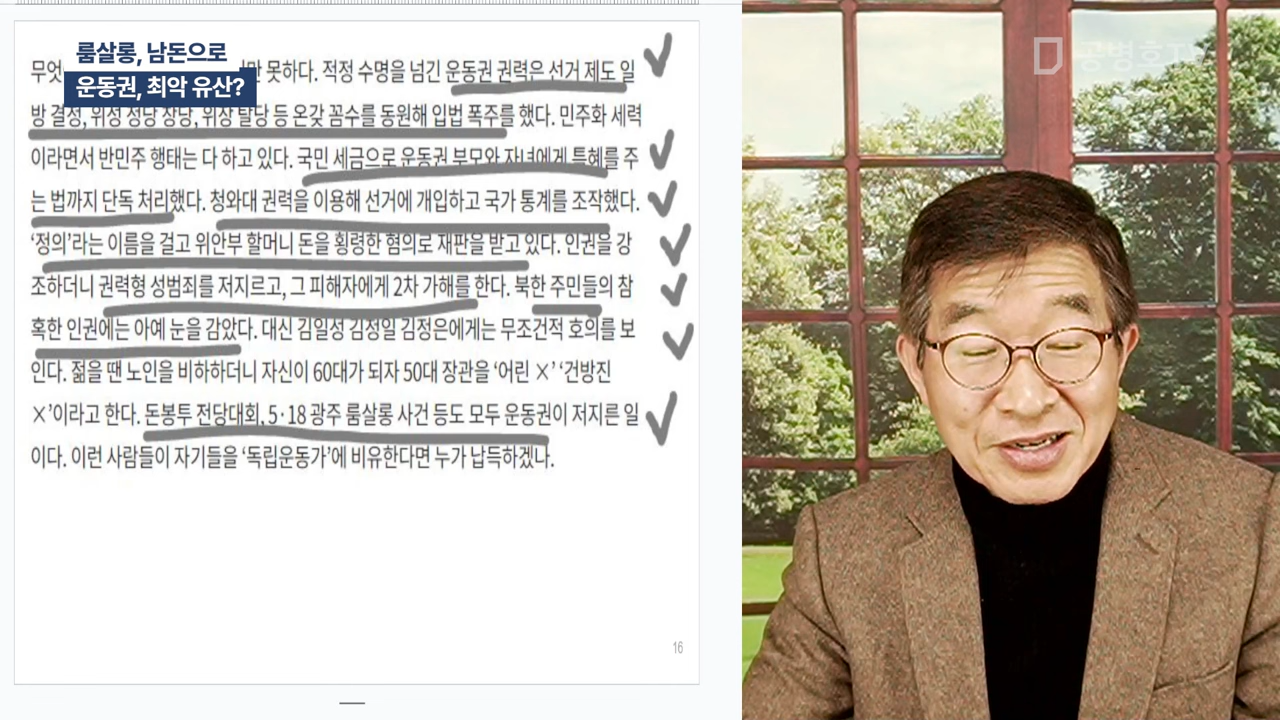 룸살롱, 남돈으로
운동권, 최악 유산?
공병호TV
만 못하다. 적정 수명을 넘긴 운동권 권력은 선거 제도 일
방 결정, 위성 정당 창당, 위장 탈당 등 온갖 꼼수를 동원해 입법 폭주를 했다. 민주화 세력
이라면서 반민주 행태는 다 하고 있다. 국민 세금으로 운동권 부모와 자녀에게 특혜를 주
는 법까지 단독 처리했다. 청와대 권력을 이용해 선거에 개입하고 국가 통계를 조작했다.
‘정의’라는 이름을 걸고 위안부 할머니 돈을 횡령한 혐의로 재판을 받고 있다. 인권을 강
조하더니 권력형 성범죄를 저지르고, 그 피해자에게 2차 가해를 한다. 북한 주민들의 참
혹한 인권에는 아예 눈을 감았다. 대신 김일성 김정일 김정은에게는 무조건적 호의를 보
인다. 젊을 땐 노인을 비하하더니 자신이 60대가 되자 50대 장관을 ‘어린 ×’ ‘건방진
×’이라고 한다. 돈봉투 전당대회, 5·18 광주 룸살롱 사건 등도 모두 운동권이 저지른 일
이다. 이런 사람들이 자기들을 ‘독립운동가’에 비유한다면 누가 납득하겠나.
16